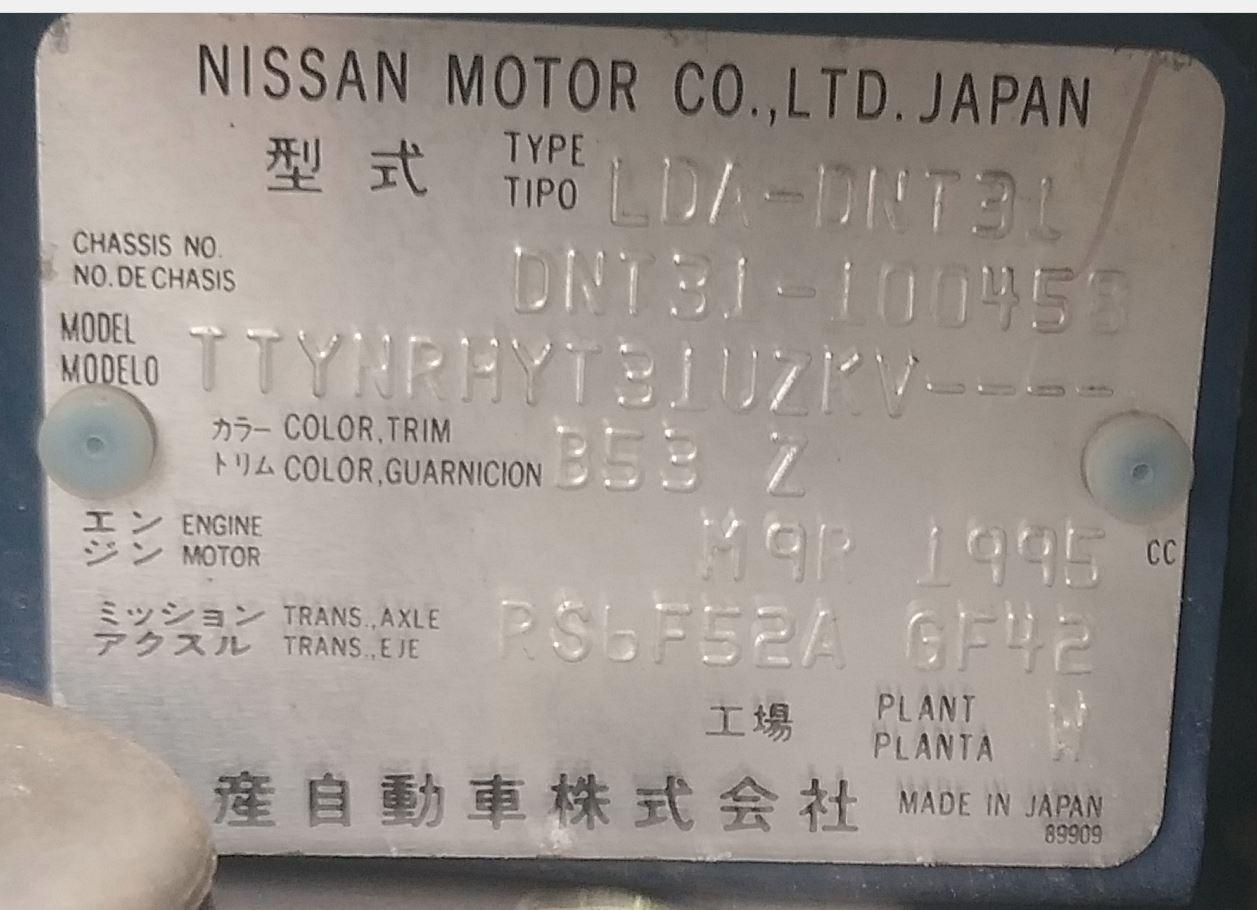 NISSAN MOTOR CO.,LTD. JAPAN
型式 TYPE TIPO LDA-DNT31
CHASSIS NO.
NO. DE CHASIS DNT31-100453
MODEL
MODELO TTYNRHYT31UZKV----
カラー COLOR,TRIM
トリム COLOR,GUARNICION B53 Z
エン ENGINE
ジン MOTOR M9R 1995 CC
ミッション TRANS.,AXLE
アクスル TRANS.,EJE RS6F52A GF42
工場 PLANT PLANTA W
産自動車株式会社 MADE IN JAPAN
89909